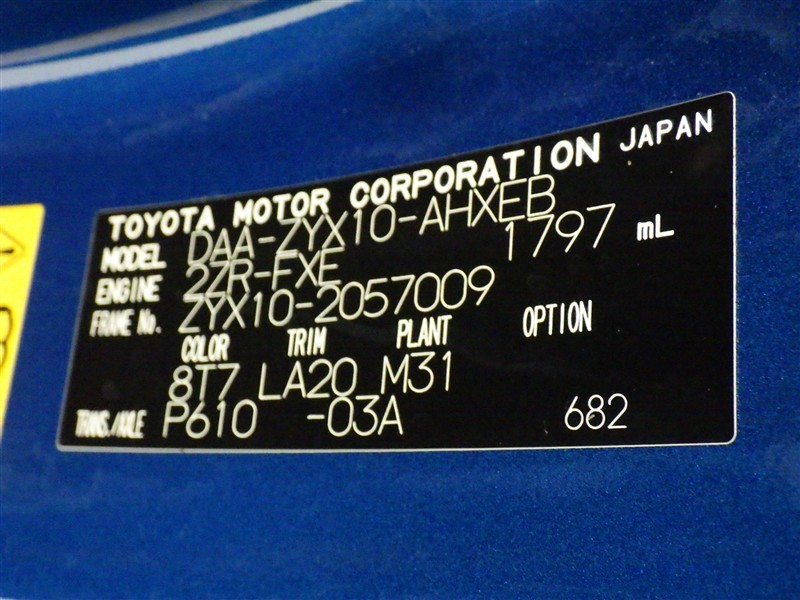 TOYOTA MOTOR CORPORATION JAPAN
MODEL DAA-ZYX10-AHXEB
ENGINE 2ZR-FXE 1797 mL
FRAME No. ZYX10-2057009
COLOR TRIM PLANT OPTION
8T7 LA20 M31
TRANS./AXLE P610 -03A 682